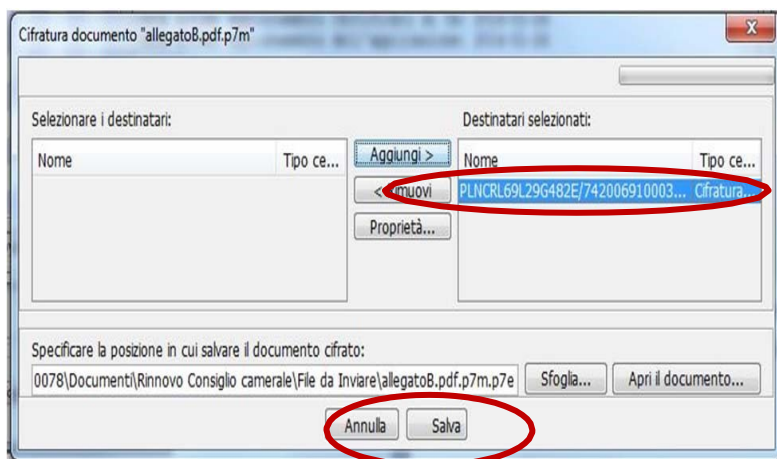 Cifratura documento "allegatoB.pdf.p7m"
Selezionare i destinatari:
Destinatari selezionati:
Nome Tipo ce...
Aggiungi >
Nome Tipo ce...
PLNCRL69L29G482E/742006910003... Cifratura...
Proprietà...
Specificare la posizione in cui salvare il documento cifrato:
0078\Documenti\Rinnovo Consiglio camerale\File da Inviare\allegatoB.pdf.p7m.p7e
Sfoglia...
Apri il documento...
Annulla
Salva